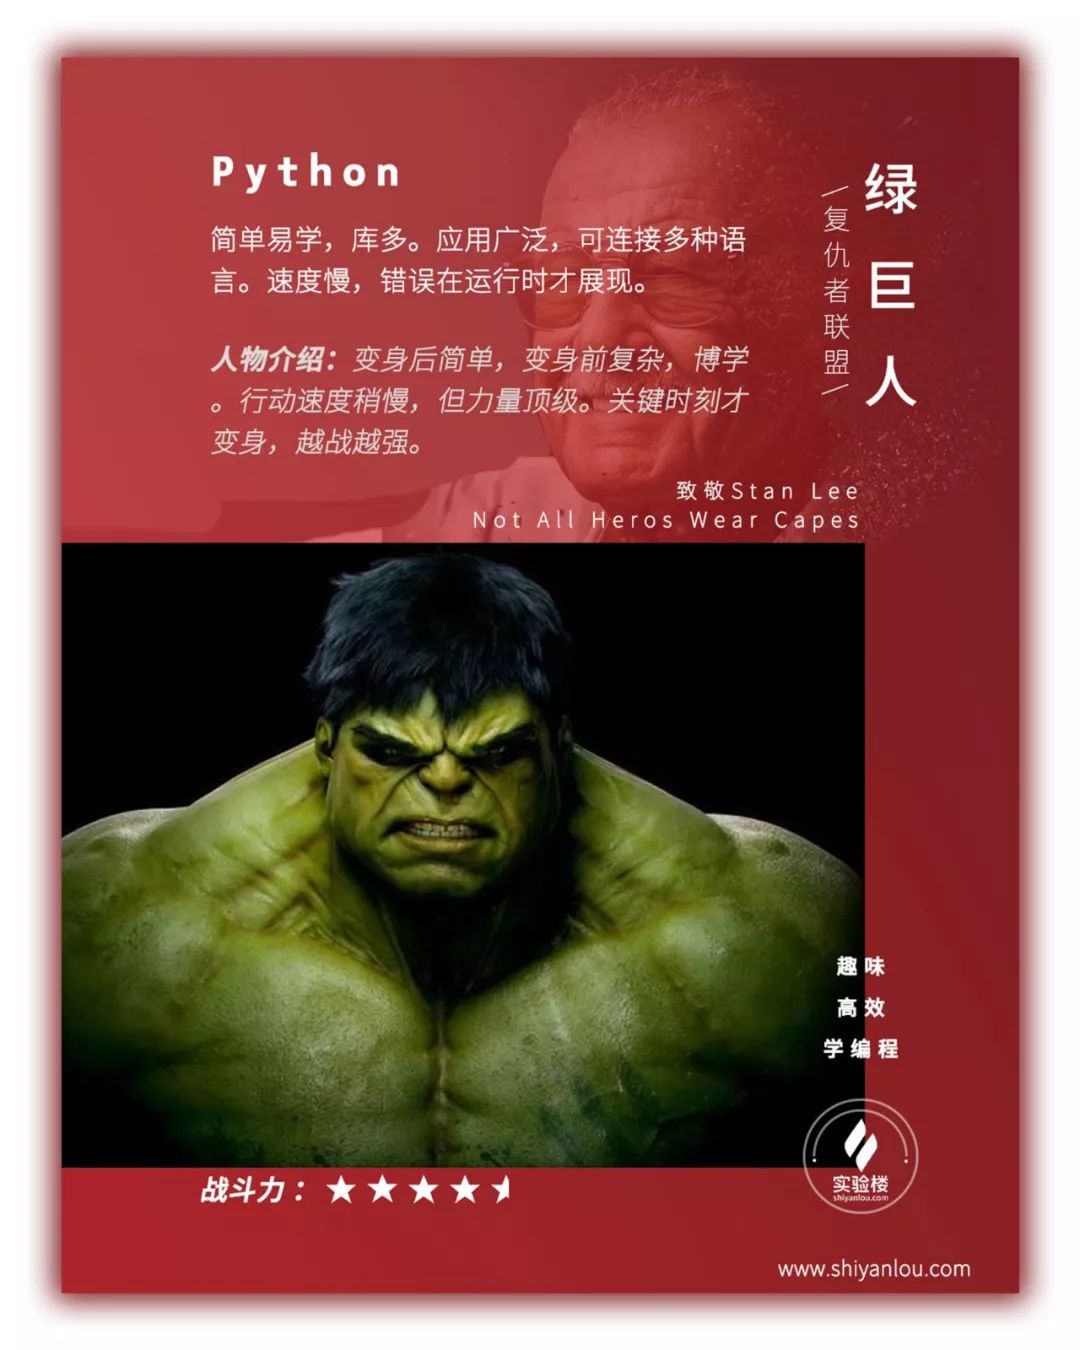 Python
简单易学，库多。应用广泛，可连接多种语
言。速度慢，错误在运行时才展现。
人物介绍：变身后简单，变身前复杂，博学
。行动速度稍慢，但力量顶级。关键时刻才
变身，越战越强。
绿巨人
/复仇者联盟/
致敬Stan Lee
Not All Heros Wear Capes
趣味
高效
学编程
实验楼
shiyanlou.com
战斗力：★★★★⯨
www.shiyanlou.com